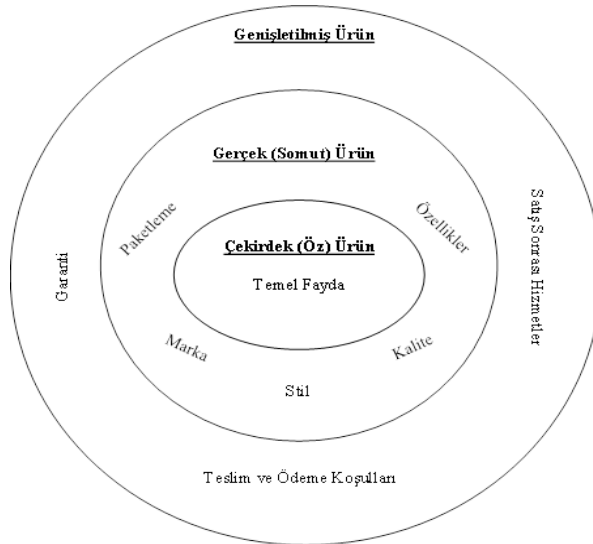 Genişletilmiş Ürün
Gerçek (Somut) Ürün
Paketleme
Özellikler
Çekirdek (Öz) Ürün
Temel Fayda
Garanti
Satış Sonrası Hizmetler
Marka
Kalite
Stil
Teslim ve Ödeme Koşulları